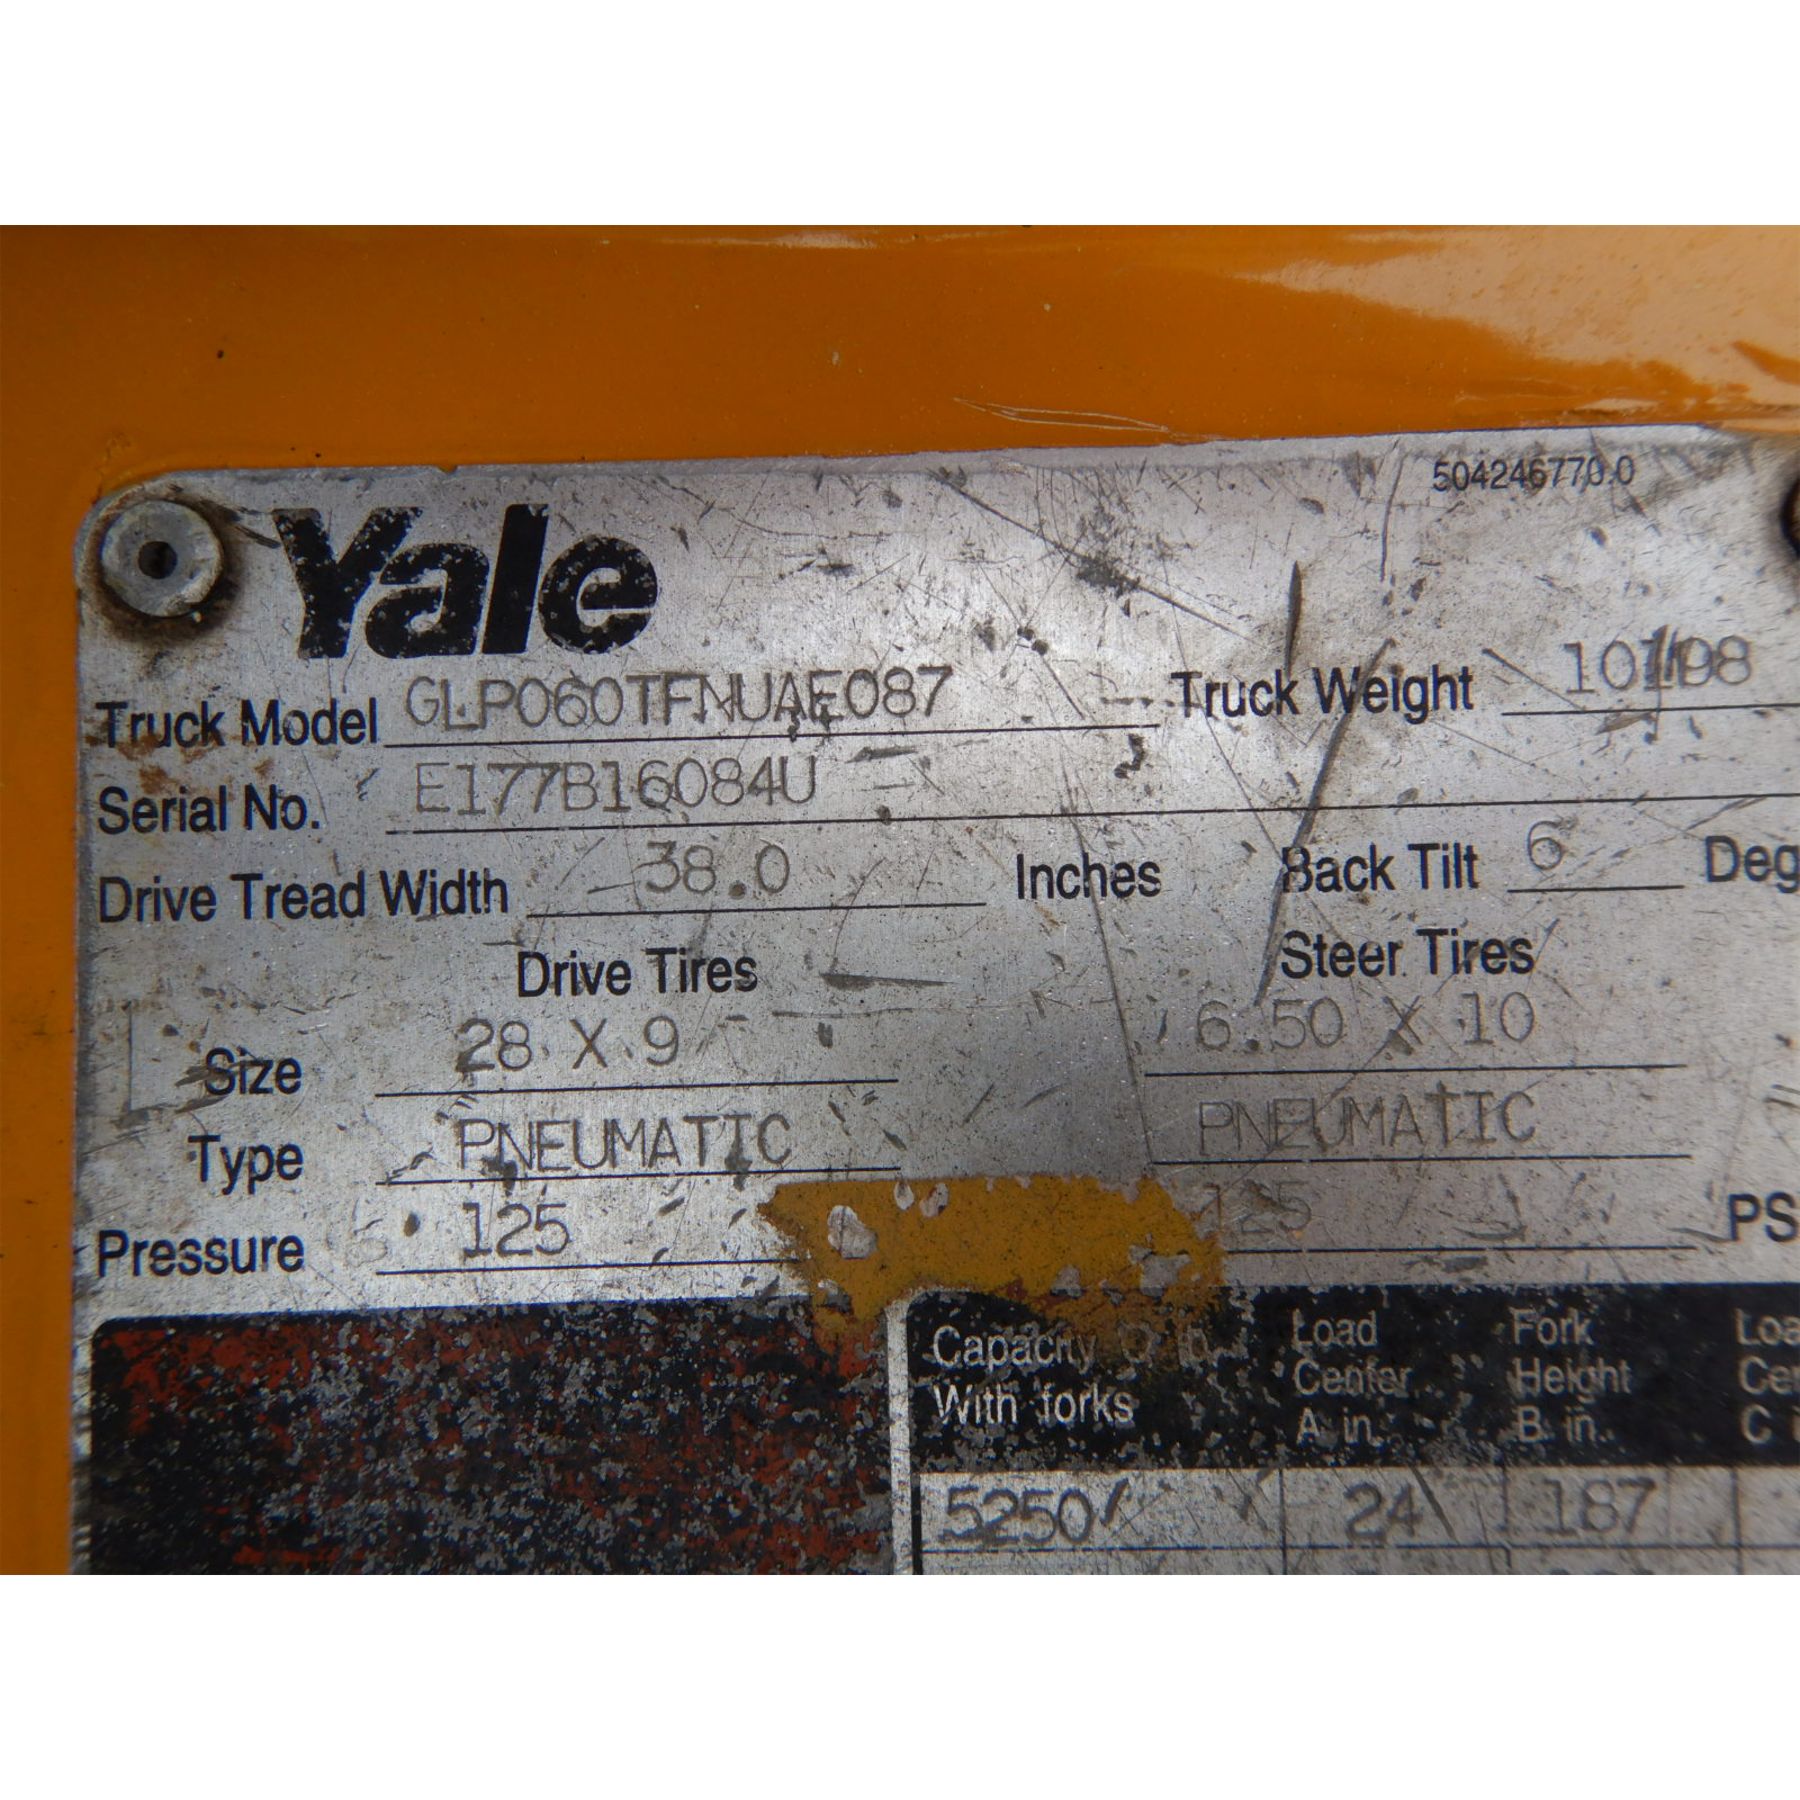 504246770.0
Yale
Truck Model GLP060TFNUAE087 Truck Weight
Serial No. E177B16084U
Drive Tread Width 38.0 Inches Back Tilt 6 Deg
Drive Tires Steer Tires
Size 28 X 9 6.50 X 10
Type PNEUMATIC PNEUMATIC
Pressure 125 125 PS
Capacity With forks Load Center A in. Fork Height B in. Loa Cen C
5250 24 187